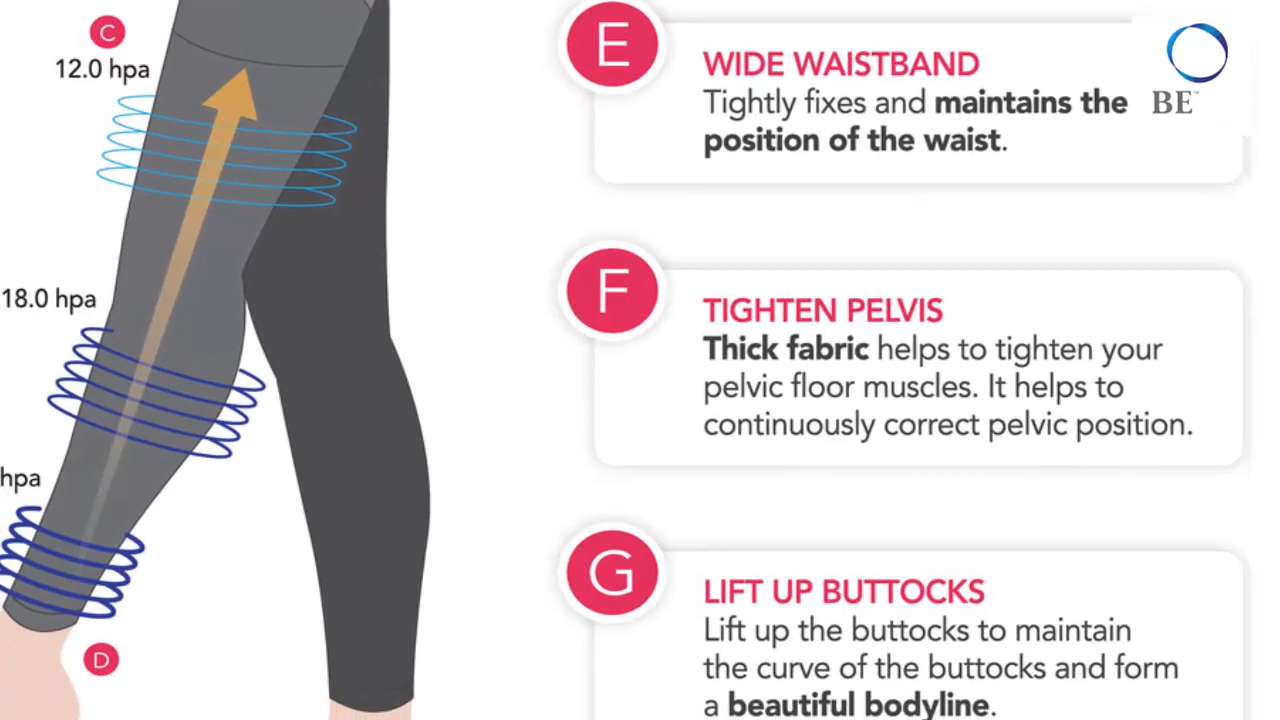 C
12.0 hpa
18.0 hpa
hpa
D
E
WIDE WAISTBAND
Tightly fixes and maintains the
position of the waist.
BE™
F
TIGHTEN PELVIS
Thick fabric helps to tighten your
pelvic floor muscles. It helps to
continuously correct pelvic position.
G
LIFT UP BUTTOCKS
Lift up the buttocks to maintain
the curve of the buttocks and form
a beautiful bodyline.